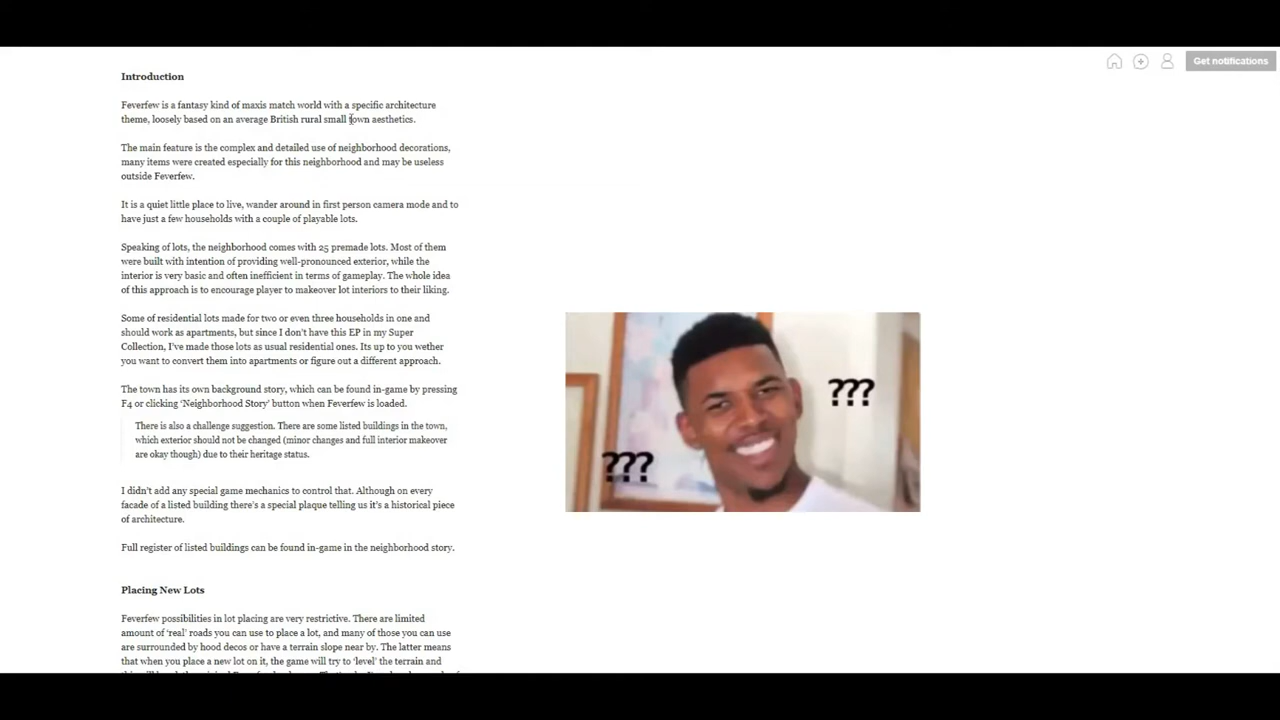 Get notifications
Introduction
Feverfew is a fantasy kind of maxis match world with a specific architecture
theme, loosely based on an average British rural small town aesthetics.
The main feature is the complex and detailed use of neighborhood decorations,
many items were created especially for this neighborhood and may be useless
outside Feverfew.
It is a quiet little place to live, wander around in first person camera mode and to
have just a few households with a couple of playable lots.
Speaking of lots, the neighborhood comes with 25 premade lots. Most of them
were built with intention of providing well-pronounced exterior, while the
interior is very basic and often inefficient in terms of gameplay. The whole idea
of this approach is to encourage player to makeover lot interiors to their liking.
Some of residential lots made for two or even three households in one and
should work as apartments, but since I don't have this EP in my Super
Collection, I've made those lots as usual residential ones. Its up to you wether
you want to convert them into apartments or figure out a different approach.
The town has its own background story, which can be found in-game by pressing
F4 or clicking ‘Neighborhood Story’ button when Feverfew is loaded.
There is also a challenge suggestion. There are some listed buildings in the town,
which exterior should not be changed (minor changes and full interior makeover
are okay though) due to their heritage status.
I didn't add any special game mechanics to control that. Although on every
facade of a listed building there's a special plaque telling us it's a historical piece
of architecture.
Full register of listed buildings can be found in-game in the neighborhood story.
Placing New Lots
Feverfew possibilities in lot placing are very restrictive. There are limited
amount of ‘real’ roads you can use to place a lot, and many of those you can use
are surrounded by hood decos or have a terrain slope near by. The latter means
that when you place a new lot on it, the game will try to ‘level’ the terrain and
???
???